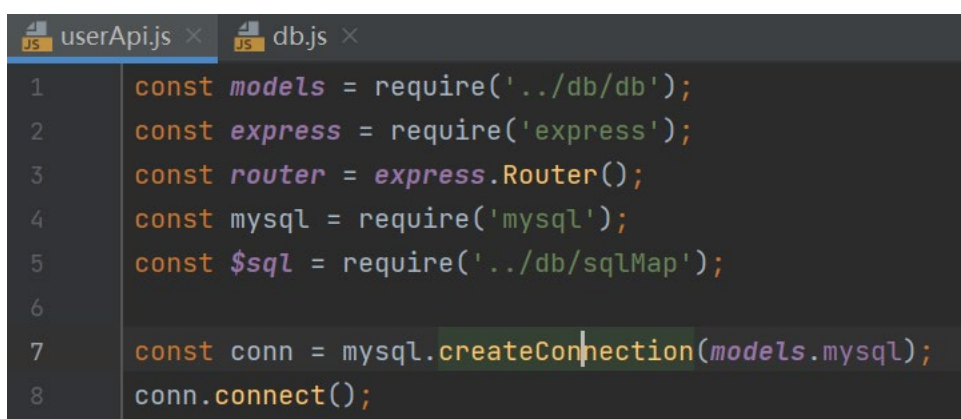 JS userApi.js × JS db.js ×
1 const models = require('../db/db');
2 const express = require('express');
3 const router = express.Router();
4 const mysql = require('mysql');
5 const $sql = require('../db/sqlMap');
6
7 const conn = mysql.createConnection(models.mysql);
8 conn.connect();